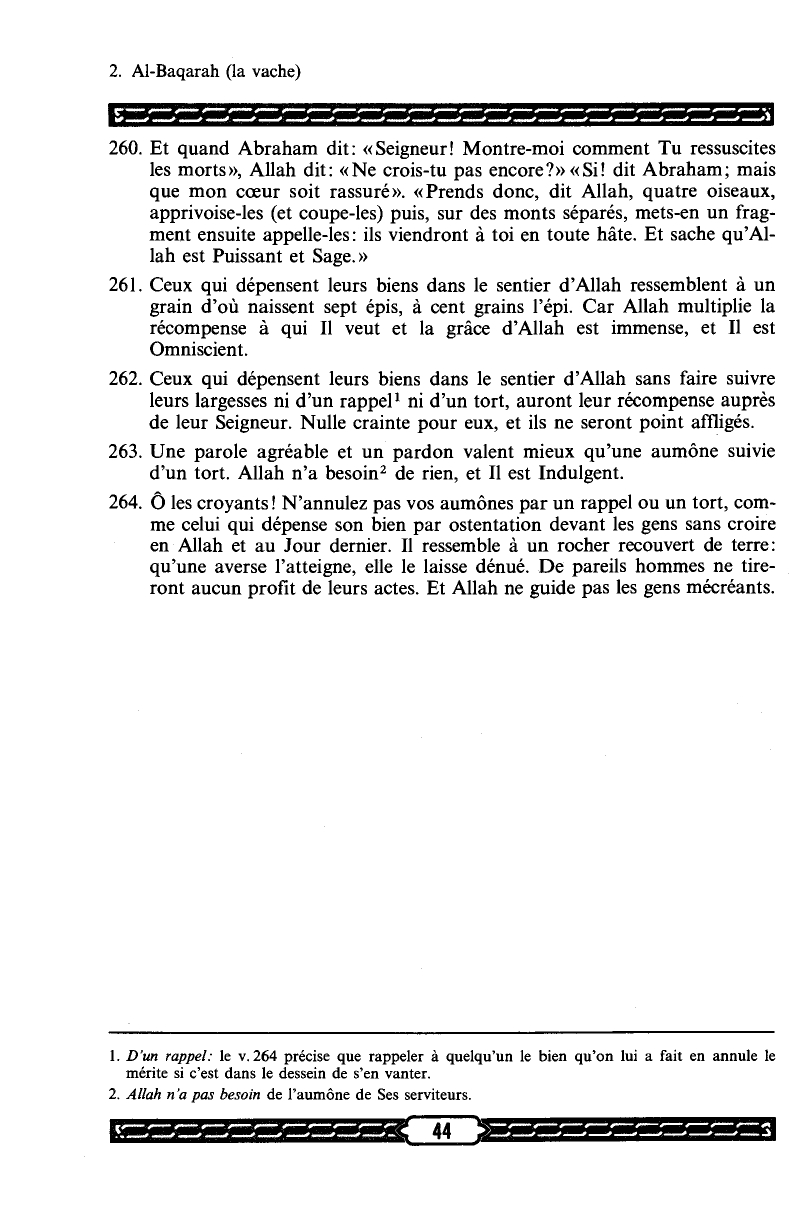 2. Al-Baqarah (la vache)
260. Et quand Abraham dit: «Seigneur! Montre-moi comment Tu ressuscites
les morts», Allah dit: «Ne crois-tu pas encore?» «Si! dit Abraham; mais
que mon cœur soit rassuré». «Prends donc, dit Allah, quatre oiseaux,
apprivoise-les (et coupe-les) puis, sur des monts séparés, mets-en un frag-
ment ensuite appelle-les: ils viendront à toi en toute hâte. Et sache qu'Al-
lah est Puissant et Sage.»
261. Ceux qui dépensent leurs biens dans le sentier d'Allah ressemblent à un
grain d'où naissent sept épis, à cent grains l'épi. Car Allah multiplie la
récompense à qui Il veut et la grâce d'Allah est immense, et Il est
Omniscient.
262. Ceux qui dépensent leurs biens dans le sentier d'Allah sans faire suivre
leurs largesses ni d'un rappel¹ ni d'un tort, auront leur récompense auprès
de leur Seigneur. Nulle crainte pour eux, et ils ne seront point affligés.
263. Une parole agréable et un pardon valent mieux qu'une aumône suivie
d'un tort. Allah n'a besoin² de rien, et Il est Indulgent.
264. Ô les croyants! N'annulez pas vos aumônes par un rappel ou un tort, com-
me celui qui dépense son bien par ostentation devant les gens sans croire
en Allah et au Jour dernier. Il ressemble à un rocher recouvert de terre:
qu'une averse l'atteigne, elle le laisse dénué. De pareils hommes ne tire-
ront aucun profit de leurs actes. Et Allah ne guide pas les gens mécréants.
1. D'un rappel: le v. 264 précise que rappeler à quelqu'un le bien qu'on lui a fait en annule le
mérite si c'est dans le dessein de s'en vanter.
2. Allah n'a pas besoin de l'aumône de Ses serviteurs.
44